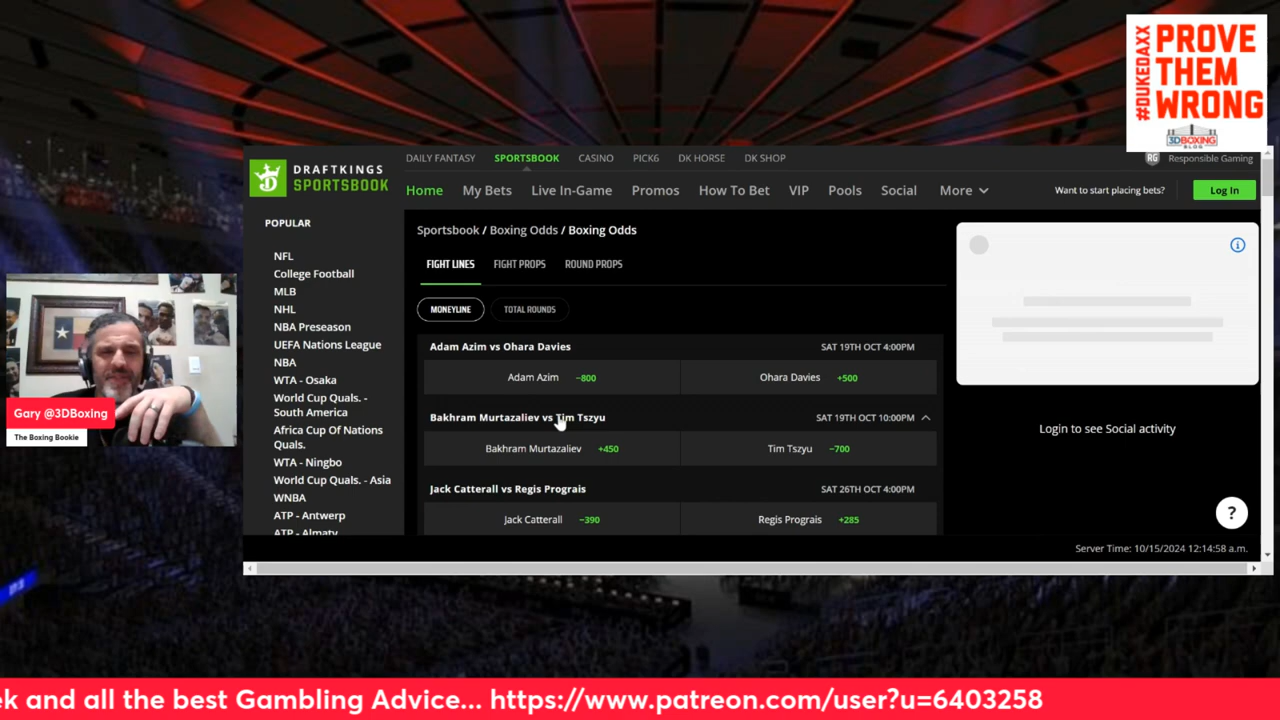 #DUKEDAXX
PROVE
THEM
WRONG
3DBOXING
BLOG
DRAFTKINGS
SPORTSBOOK
DAILY FANTASY SPORTSBOOK CASINO PICK6 DK HORSE DK SHOP
RG Responsible Gaming
Home My Bets Live In-Game Promos How To Bet VIP Pools Social More
Want to start placing bets? Log In
POPULAR
NFL
College Football
MLB
NHL
NBA Preseason
UEFA Nations League
NBA
WTA - Osaka
World Cup Quals. -
South America
Africa Cup Of Nations
Quals.
WTA - Ningbo
World Cup Quals. - Asia
WNBA
ATP - Antwerp
ATP - Almaty
Sportsbook / Boxing Odds / Boxing Odds
FIGHT LINES FIGHT PROPS ROUND PROPS
MONEYLINE TOTAL ROUNDS
Adam Azim vs Ohara Davies SAT 19TH OCT 4:00PM
Adam Azim −800 Ohara Davies +500
Bakhram Murtazaliev vs Tim Tszyu SAT 19TH OCT 10:00PM
Bakhram Murtazaliev +450 Tim Tszyu −700
Jack Catterall vs Regis Prograis SAT 26TH OCT 4:00PM
Jack Catterall −390 Regis Prograis +285
Login to see Social activity
?
Server Time: 10/15/2024 12:14:58 a.m.
Gary @3DBoxing
The Boxing Bookie
ek and all the best Gambling Advice... https://www.patreon.com/user?u=6403258